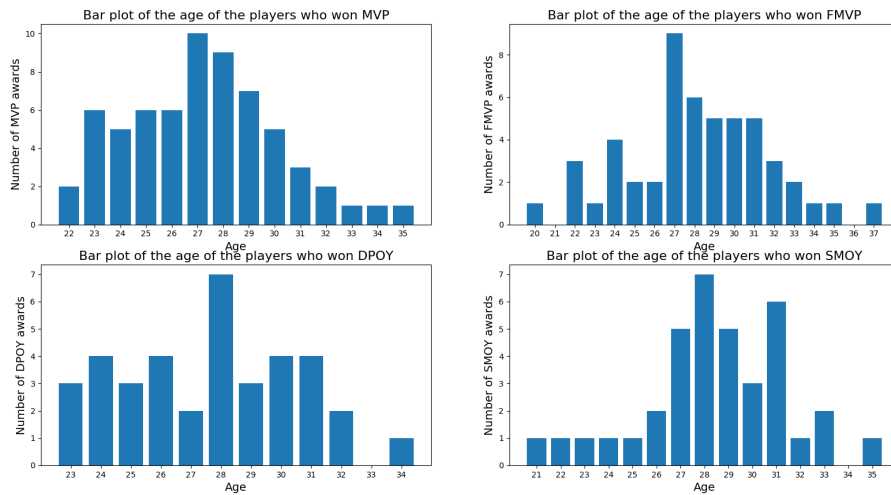 Bar plot of the age of the players who won MVP
Number of MVP awards
10
8
6
4
2
0
22 23 24 25 26 27 28 29 30 31 32 33 34 35
Age
Bar plot of the age of the players who won FMVP
Number of FMVP awards
8
6
4
2
0
20 21 22 23 24 25 26 27 28 29 30 31 32 33 34 35 36 37
Age
Bar plot of the age of the players who won DPOY
Number of DPOY awards
7
6
5
4
3
2
1
0
23 24 25 26 27 28 29 30 31 32 33 34
Age
Bar plot of the age of the players who won SMOY
Number of SMOY awards
7
6
5
4
3
2
1
0
21 22 23 24 25 26 27 28 29 30 31 32 33 34 35
Age